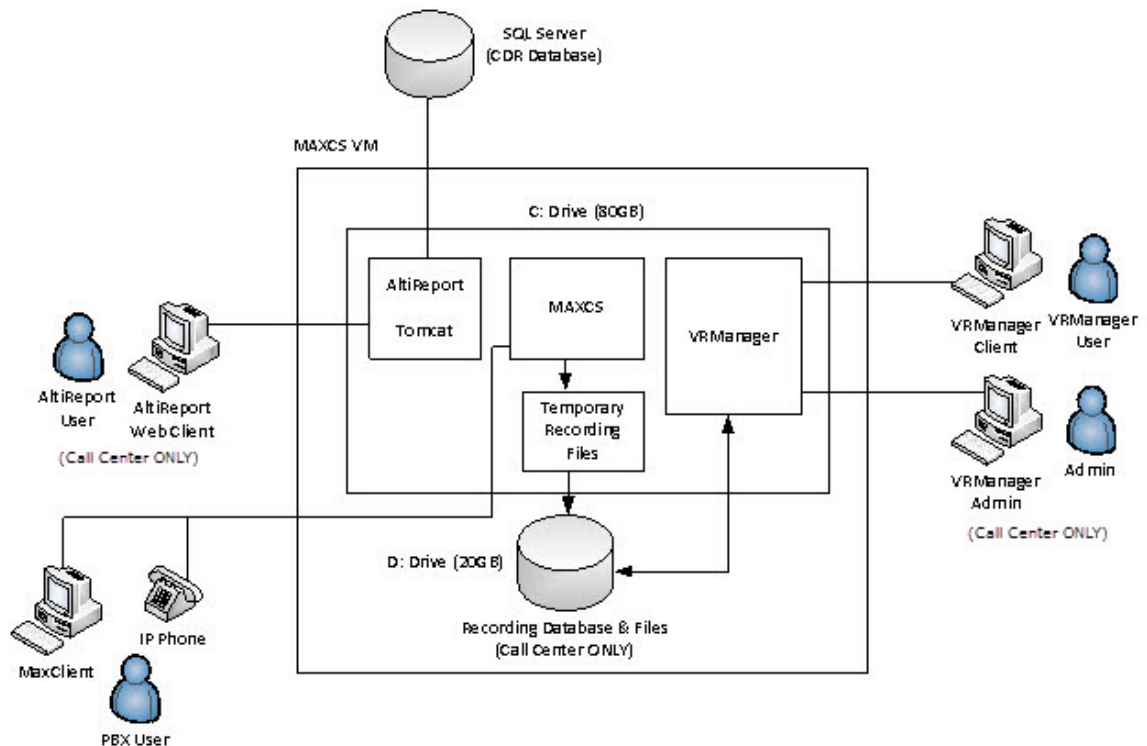 SQL Server
(CDR Database)
MAXCS VM
C: Drive (80GB)
AltiReport
Tomcat
MAXCS
VRManager
Temporary
Recording
Files
AltiReport
User
AltiReport
Web Client
(Call Center ONLY)
VRManager
Client
VRManager
User
VRManager
Admin
Admin
(Call Center ONLY)
D: Drive (20GB)
Recording Database & Files
(Call Center ONLY)
MaxClient
IP Phone
PBX User